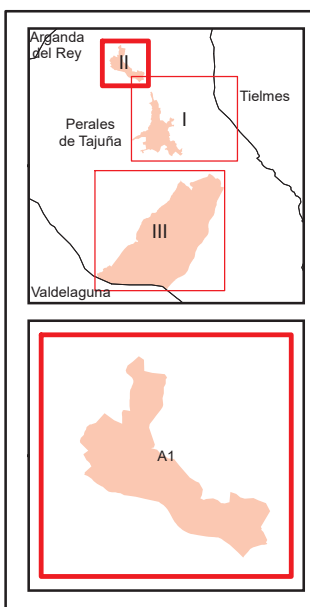 Arganda
del Rey
II
Tielmes
I
Perales
de Tajuña
III
Valdelaguna
A1